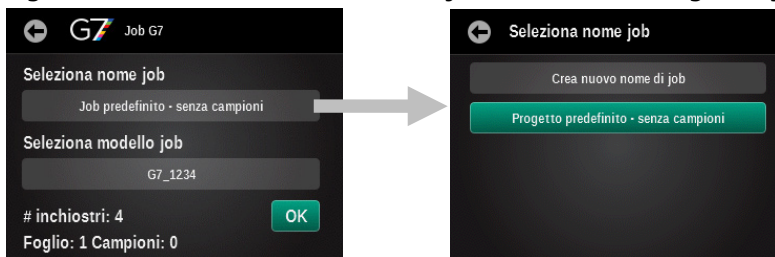 G7 Job G7
Seleziona nome job
Job predefinito - senza campioni
Seleziona modello job
G7_1234
# inchiostri: 4
OK
Foglio: 1 Campioni: 0
Seleziona nome job
Crea nuovo nome di job
Progetto predefinito - senza campioni